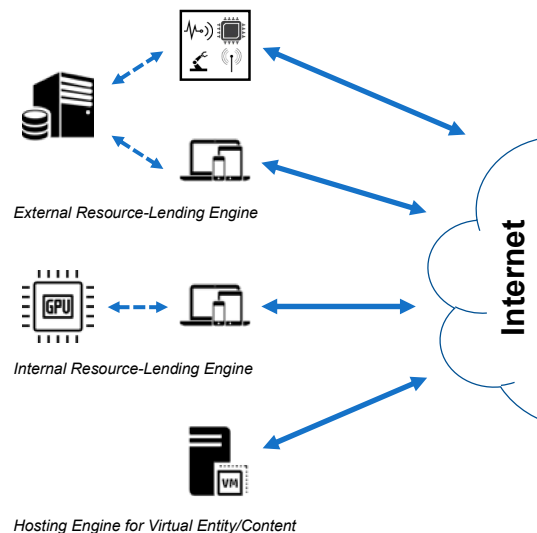 External Resource-Lending Engine
GPU
Internet
Internal Resource-Lending Engine
VM
Hosting Engine for Virtual Entity/Content